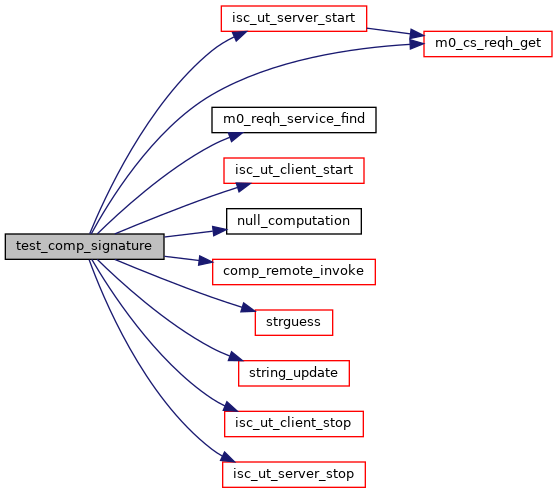 isc_ut_server_start
m0_cs_reqh_get
m0_reqh_service_find
isc_ut_client_start
null_computation
test_comp_signature
comp_remote_invoke
strguess
string_update
isc_ut_client_stop
isc_ut_server_stop